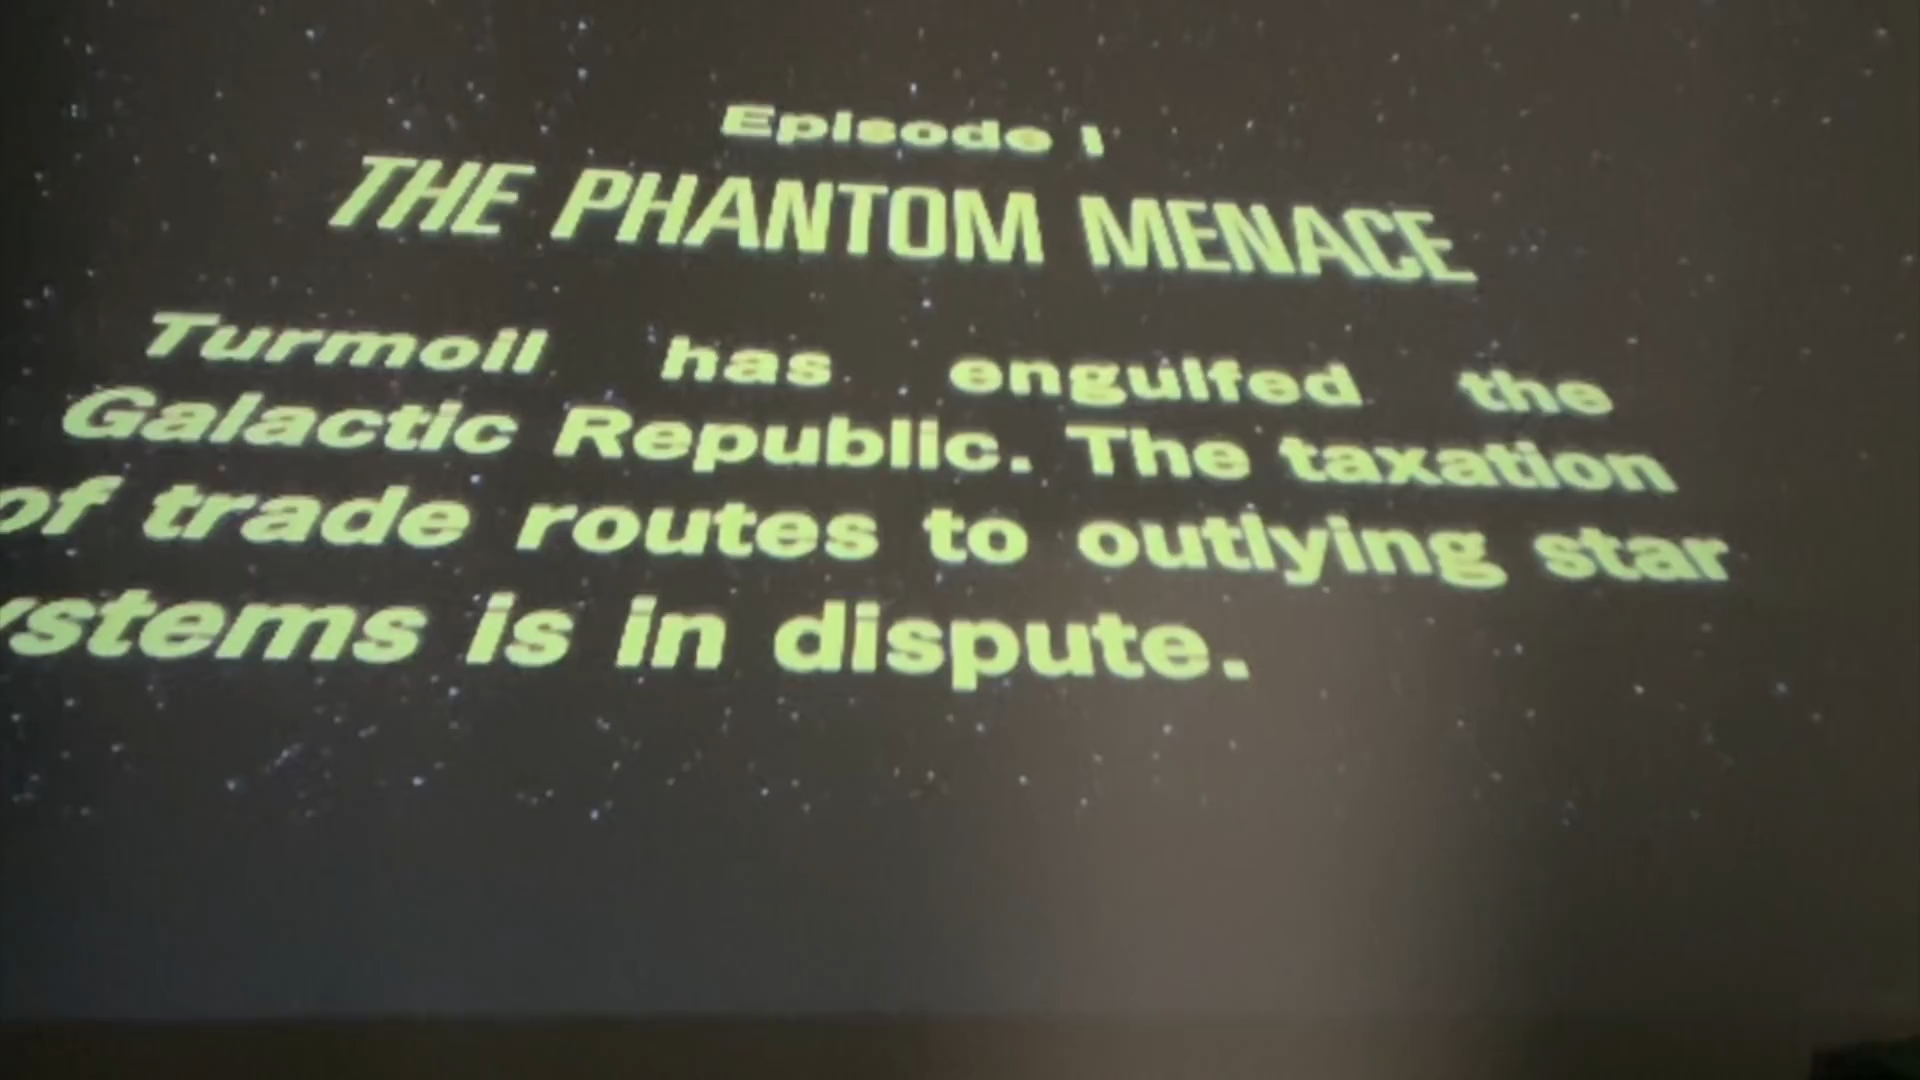 Episode I
THE PHANTOM MENACE
Turmoil has engulfed the
Galactic Republic. The taxation
of trade routes to outlying star
ystems is in dispute.